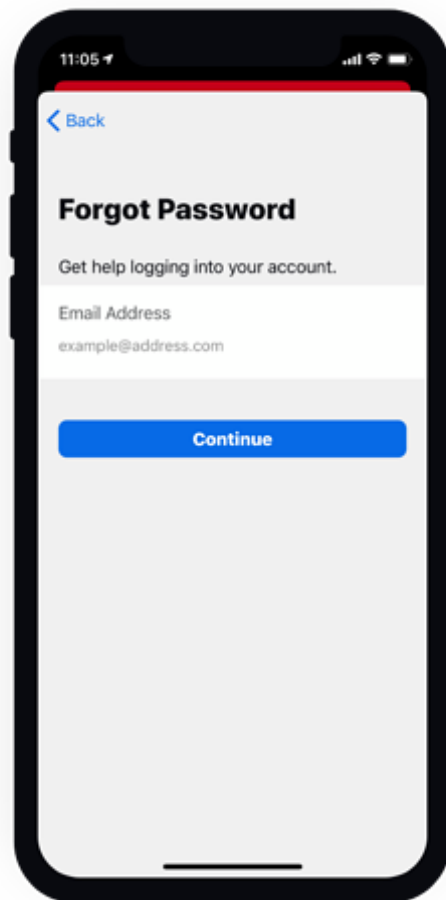 11:05
Back
Forgot Password
Get help logging into your account.
Email Address
example@address.com
Continue